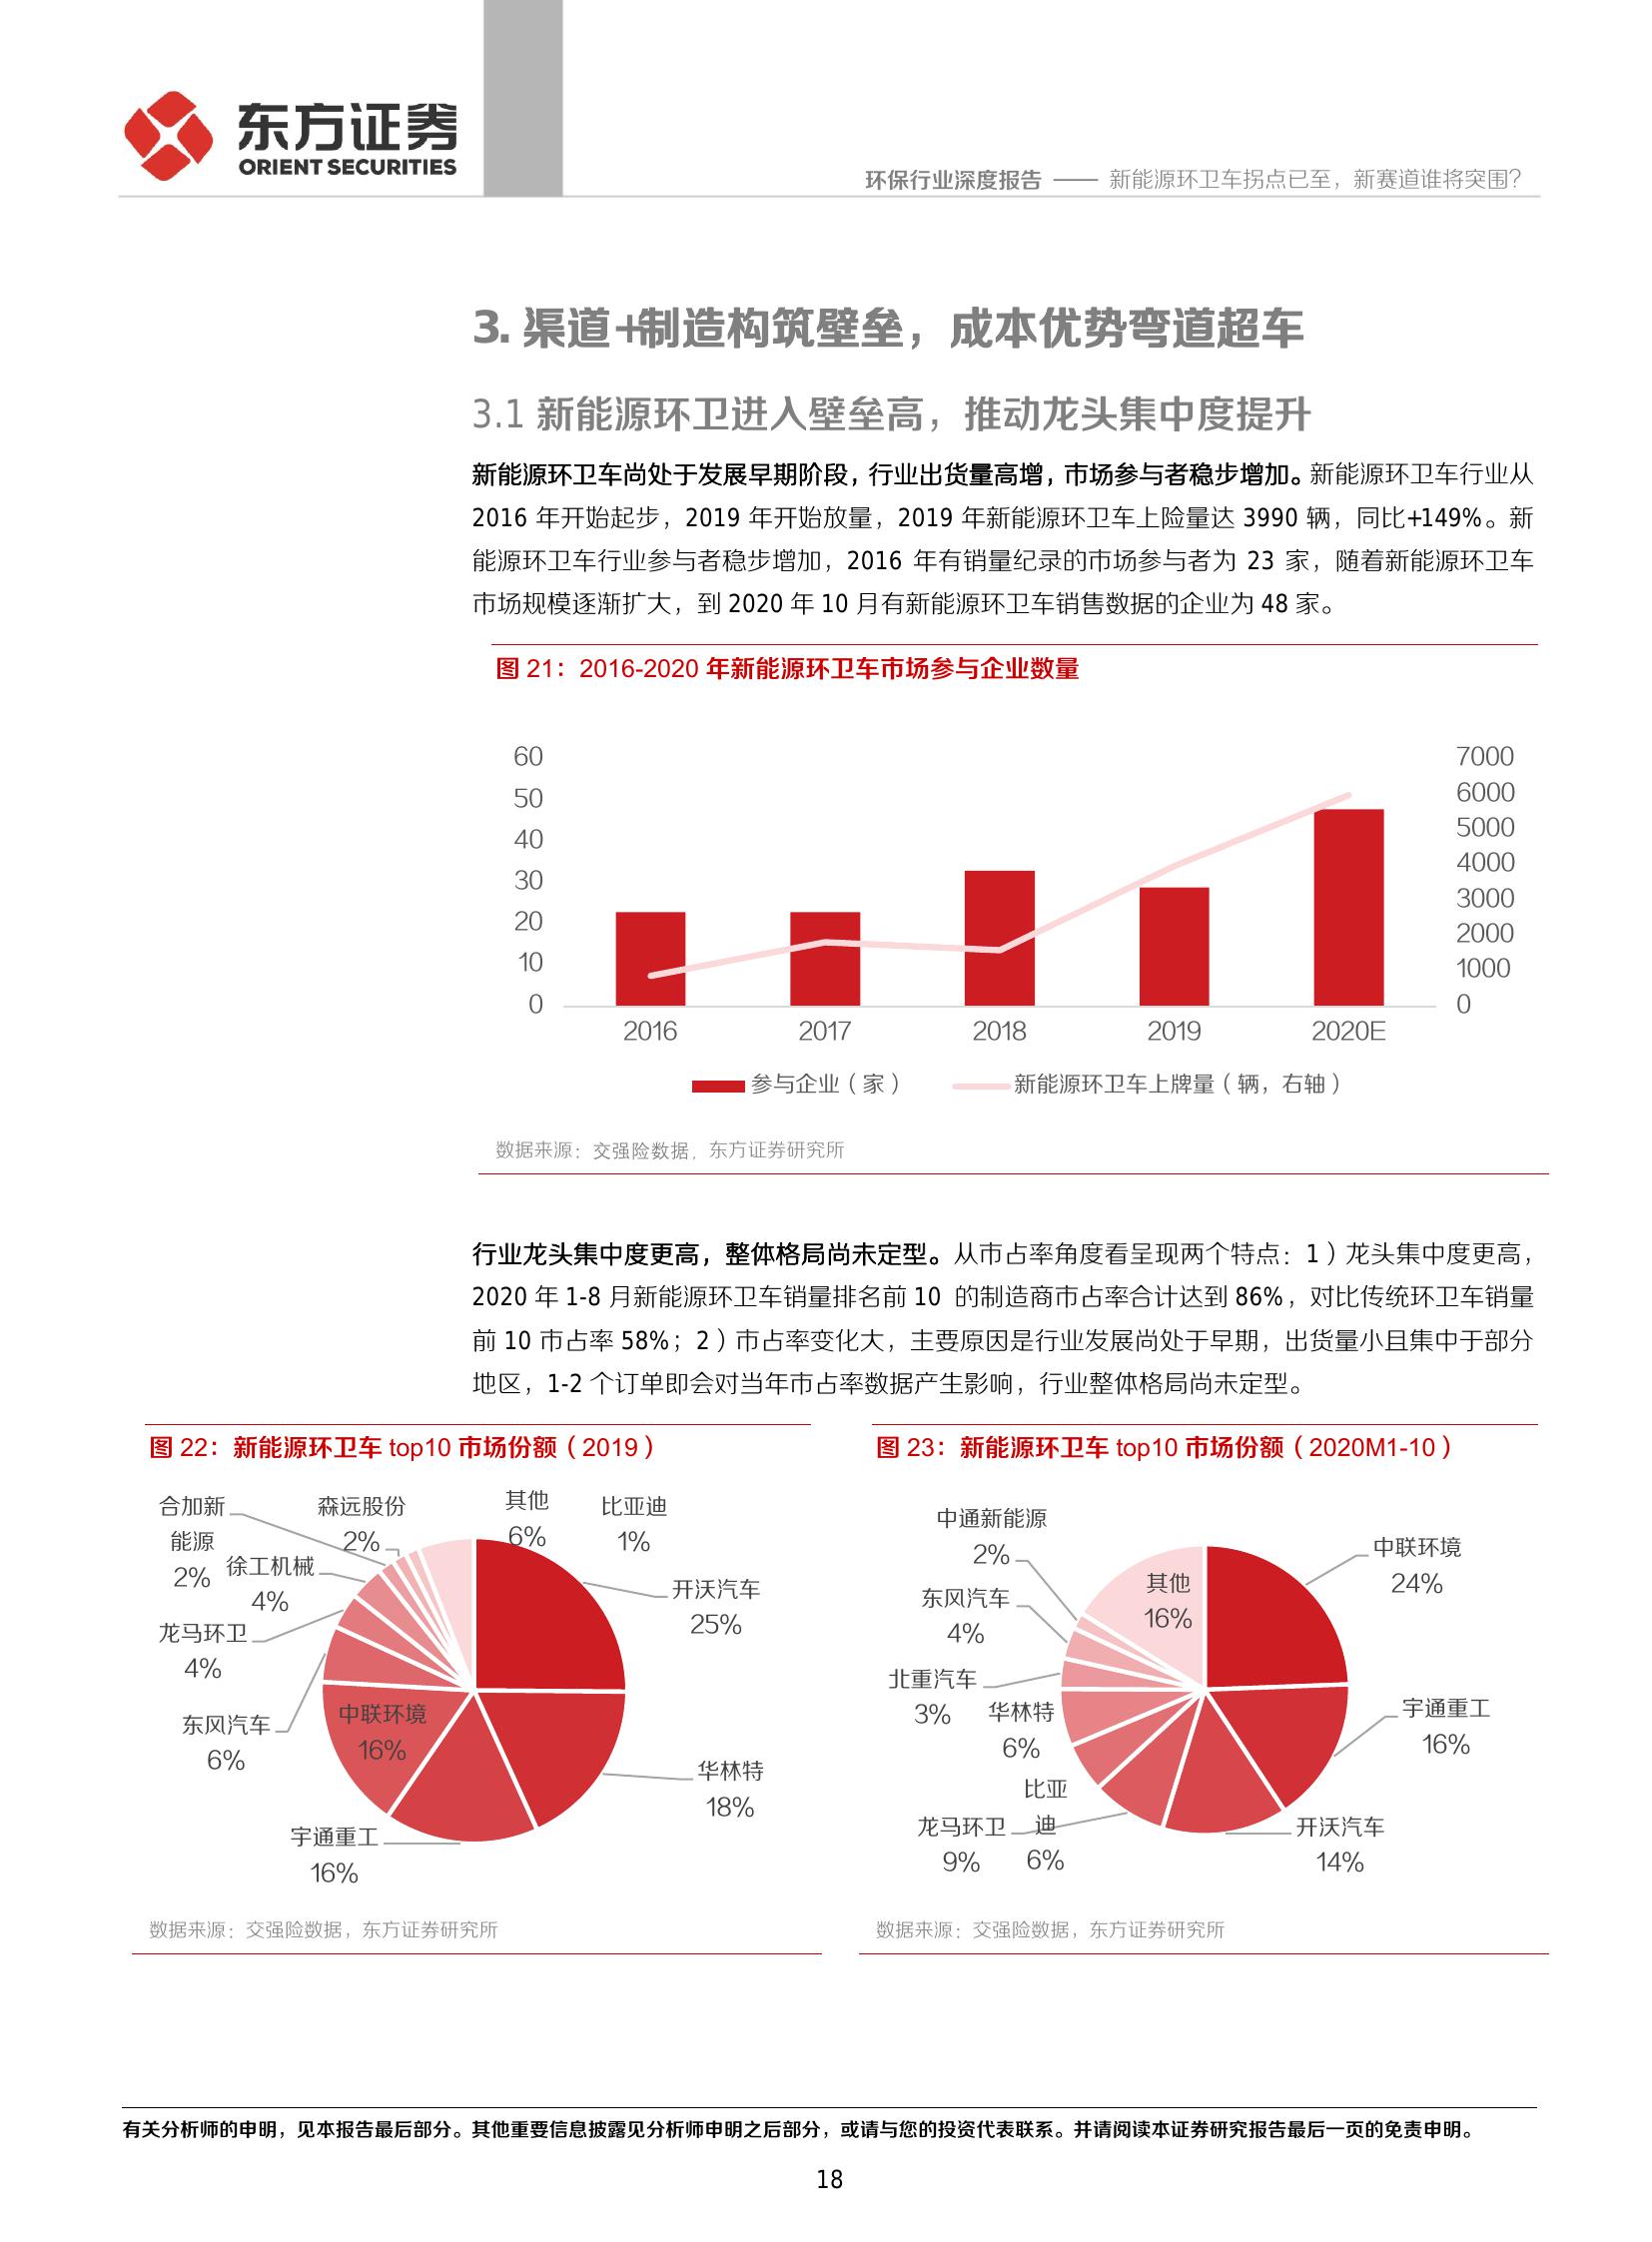 东方证券
ORIENT SECURITIES
环保行业深度报告 —— 新能源环卫车拐点已至，新赛道谁将突围？
3. 渠道+制造构筑壁垒，成本优势弯道超车
3.1 新能源环卫进入壁垒高，推动龙头集中度提升
新能源环卫车尚处于发展早期阶段，行业出货量高增，市场参与者稳步增加。新能源环卫车行业从
2016 年开始起步，2019 年开始放量，2019 年新能源环卫车上险量达 3990 辆，同比+149%。新
能源环卫车行业参与者稳步增加，2016 年有销量纪录的市场参与者为 23 家，随着新能源环卫车
市场规模逐渐扩大，到 2020 年 10 月有新能源环卫车销售数据的企业为 48 家。
图 21：2016-2020 年新能源环卫车市场参与企业数量
60
50
40
30
20
10
0
7000
6000
5000
4000
3000
2000
1000
0
2016 2017 2018 2019 2020E
参与企业（家） 新能源环卫车上牌量（辆，右轴）
数据来源：交强险数据，东方证券研究所
行业龙头集中度更高，整体格局尚未定型。从市占率角度看呈现两个特点：1）龙头集中度更高，
2020 年 1-8 月新能源环卫车销量排名前 10 的制造商市占率合计达到 86%，对比传统环卫车销量
前 10 市占率 58%；2）市占率变化大，主要原因是行业发展尚处于早期，出货量小且集中于部分
地区，1-2 个订单即会对当年市占率数据产生影响，行业整体格局尚未定型。
图 22：新能源环卫车 top10 市场份额（2019）
合加新
能源
2%
森远股份
2%
其他
6%
比亚迪
1%
徐工机械
4%
开沃汽车
25%
龙马环卫
4%
东风汽车
6%
中联环境
16%
华林特
18%
宇通重工
16%
数据来源：交强险数据，东方证券研究所
图 23：新能源环卫车 top10 市场份额（2020M1-10）
中通新能源
2%
中联环境
24%
其他
16%
东风汽车
4%
北重汽车
3%
华林特
6%
宇通重工
16%
比亚
迪
6%
龙马环卫
9%
开沃汽车
14%
数据来源：交强险数据，东方证券研究所
有关分析师的申明，见本报告最后部分。其他重要信息披露见分析师申明之后部分，或请与您的投资代表联系。并请阅读本证券研究报告最后一页的免责申明。
18